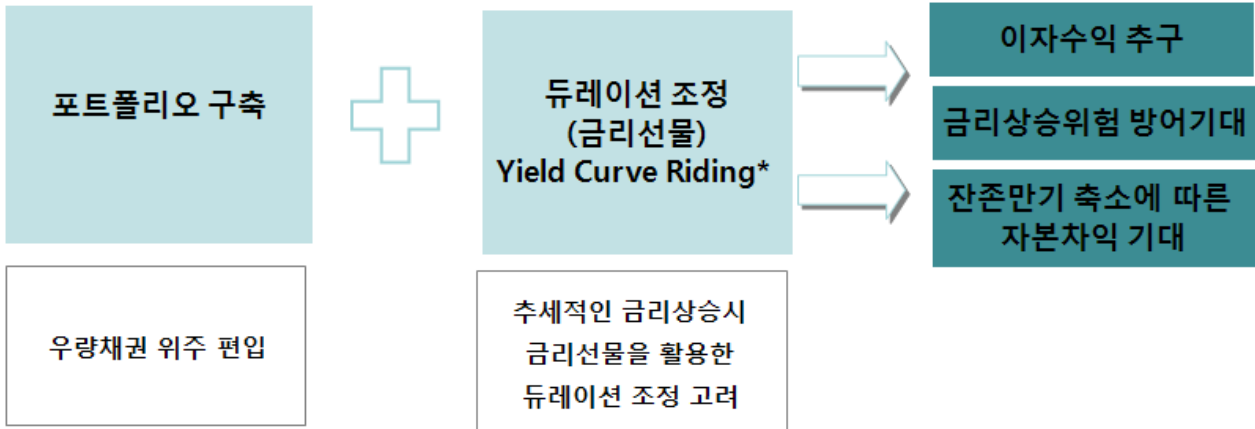 포트폴리오 구축
우량채권 위주 편입
듀레이션 조정
(금리선물)
Yield Curve Riding*
추세적인 금리상승시
금리선물을 활용한
듀레이션 조정 고려
이자수익 추구
금리상승위험 방어기대
잔존만기 축소에 따른
자본차익 기대